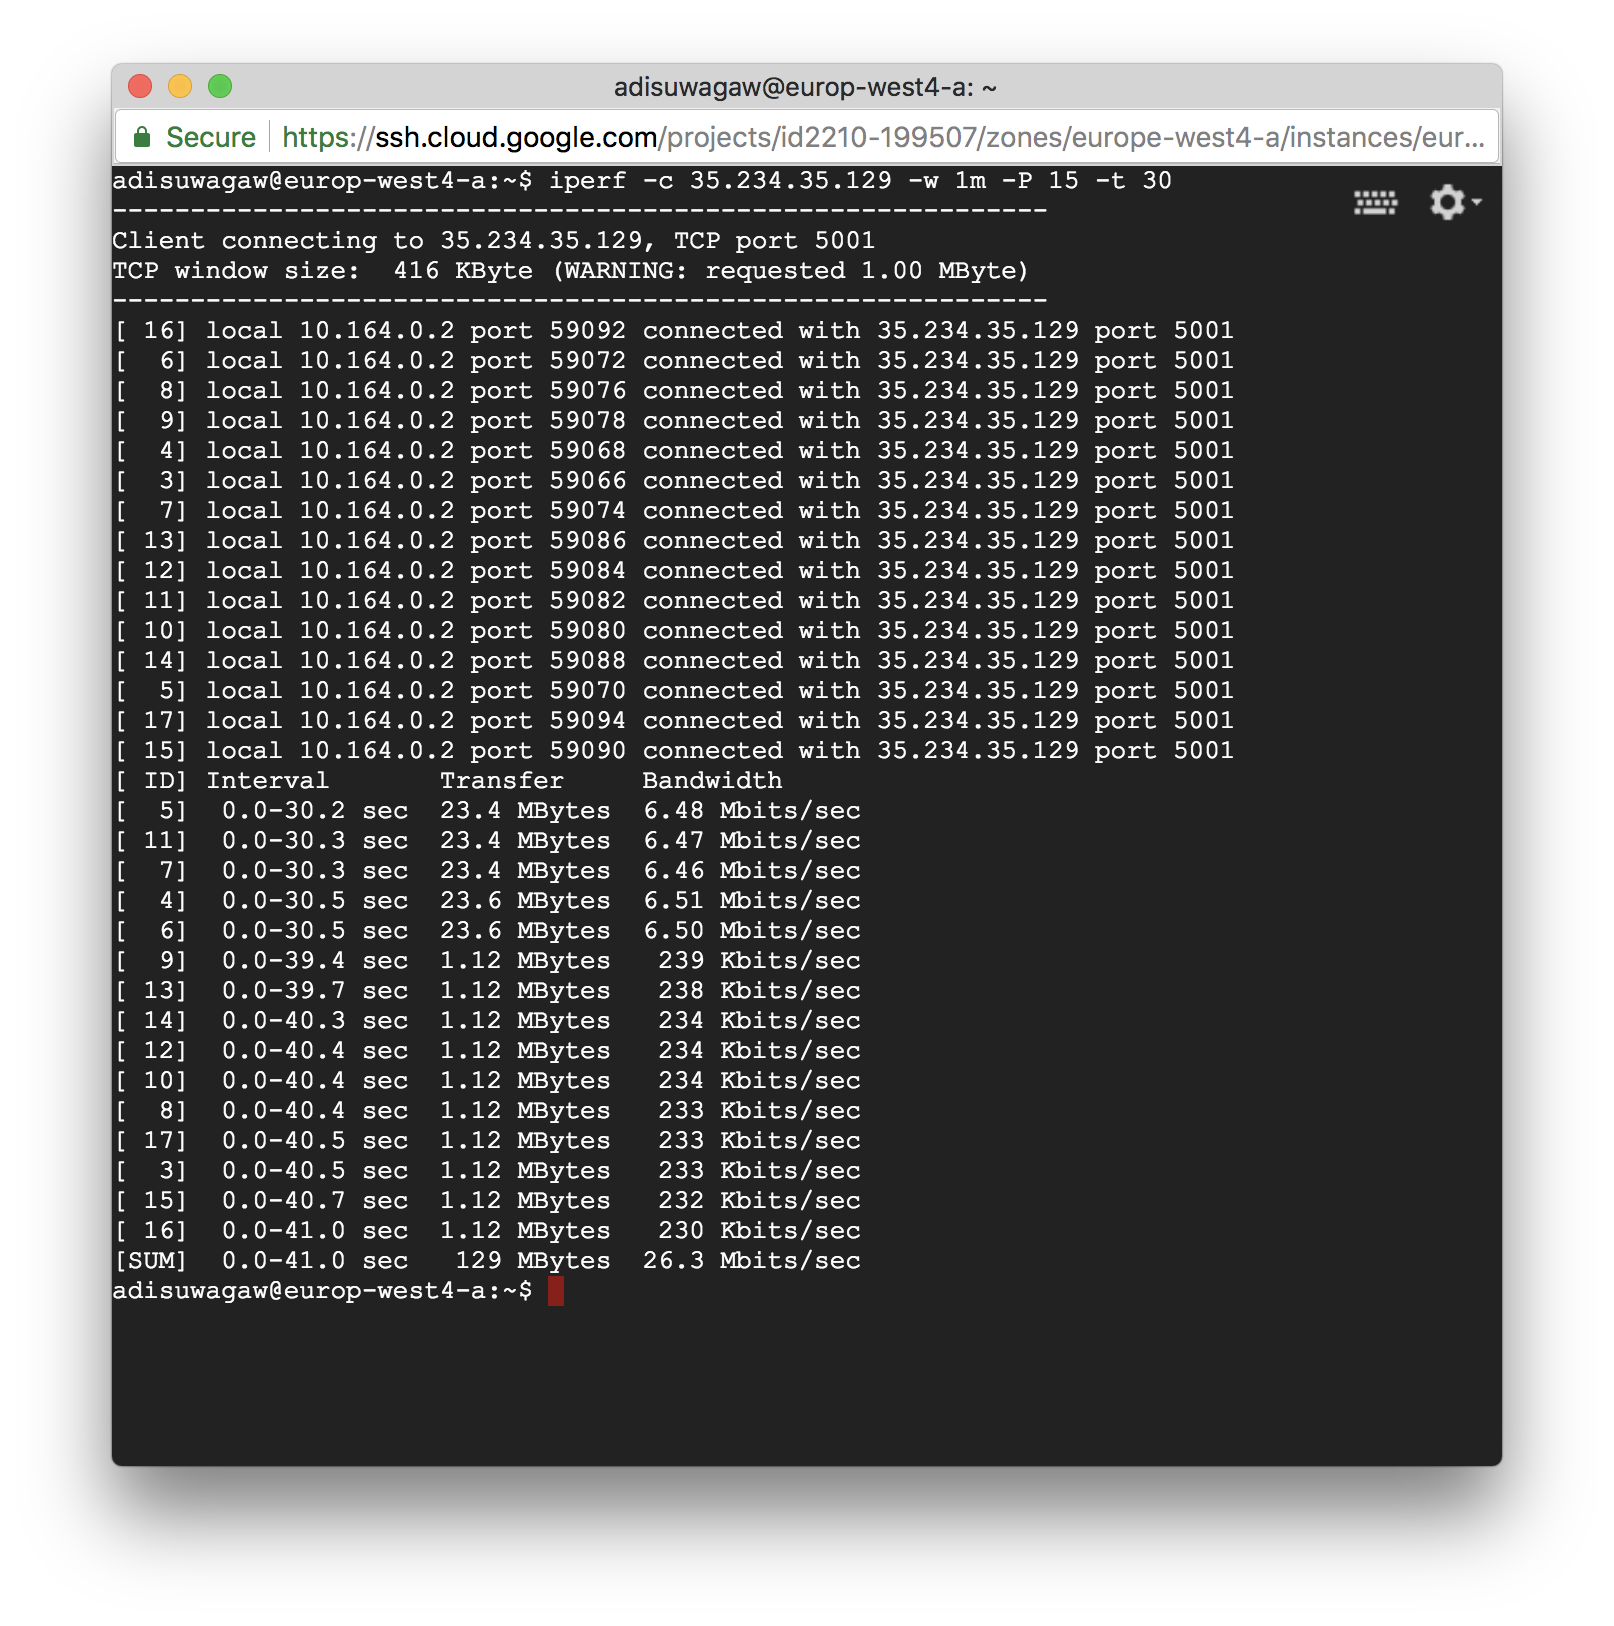 adisuwagaw@europ-west4-a: ~
Secure https://ssh.cloud.google.com/projects/id2210-199507/zones/europe-west4-a/instances/eur...
adisuwagaw@europ-west4-a:~$ iperf -c 35.234.35.129 -w 1m -P 15 -t 30
------------------------------------------------------------
Client connecting to 35.234.35.129, TCP port 5001
TCP window size:  416 KByte (WARNING: requested 1.00 MByte)
------------------------------------------------------------
[ 16] local 10.164.0.2 port 59092 connected with 35.234.35.129 port 5001
[  6] local 10.164.0.2 port 59072 connected with 35.234.35.129 port 5001
[  8] local 10.164.0.2 port 59076 connected with 35.234.35.129 port 5001
[  9] local 10.164.0.2 port 59078 connected with 35.234.35.129 port 5001
[  4] local 10.164.0.2 port 59068 connected with 35.234.35.129 port 5001
[  3] local 10.164.0.2 port 59066 connected with 35.234.35.129 port 5001
[  7] local 10.164.0.2 port 59074 connected with 35.234.35.129 port 5001
[ 13] local 10.164.0.2 port 59086 connected with 35.234.35.129 port 5001
[ 12] local 10.164.0.2 port 59084 connected with 35.234.35.129 port 5001
[ 11] local 10.164.0.2 port 59082 connected with 35.234.35.129 port 5001
[ 10] local 10.164.0.2 port 59080 connected with 35.234.35.129 port 5001
[ 14] local 10.164.0.2 port 59088 connected with 35.234.35.129 port 5001
[  5] local 10.164.0.2 port 59070 connected with 35.234.35.129 port 5001
[ 17] local 10.164.0.2 port 59094 connected with 35.234.35.129 port 5001
[ 15] local 10.164.0.2 port 59090 connected with 35.234.35.129 port 5001
[ ID] Interval       Transfer     Bandwidth
[  5]  0.0-30.2 sec  23.4 MBytes  6.48 Mbits/sec
[ 11]  0.0-30.3 sec  23.4 MBytes  6.47 Mbits/sec
[  7]  0.0-30.3 sec  23.4 MBytes  6.46 Mbits/sec
[  4]  0.0-30.5 sec  23.6 MBytes  6.51 Mbits/sec
[  6]  0.0-30.5 sec  23.6 MBytes  6.50 Mbits/sec
[  9]  0.0-39.4 sec  1.12 MBytes   239 Kbits/sec
[ 13]  0.0-39.7 sec  1.12 MBytes   238 Kbits/sec
[ 14]  0.0-40.3 sec  1.12 MBytes   234 Kbits/sec
[ 12]  0.0-40.4 sec  1.12 MBytes   234 Kbits/sec
[ 10]  0.0-40.4 sec  1.12 MBytes   234 Kbits/sec
[  8]  0.0-40.4 sec  1.12 MBytes   233 Kbits/sec
[ 17]  0.0-40.5 sec  1.12 MBytes   233 Kbits/sec
[  3]  0.0-40.5 sec  1.12 MBytes   233 Kbits/sec
[ 15]  0.0-40.7 sec  1.12 MBytes   232 Kbits/sec
[ 16]  0.0-41.0 sec  1.12 MBytes   230 Kbits/sec
[SUM]  0.0-41.0 sec   129 MBytes  26.3 Mbits/sec
adisuwagaw@europ-west4-a:~$